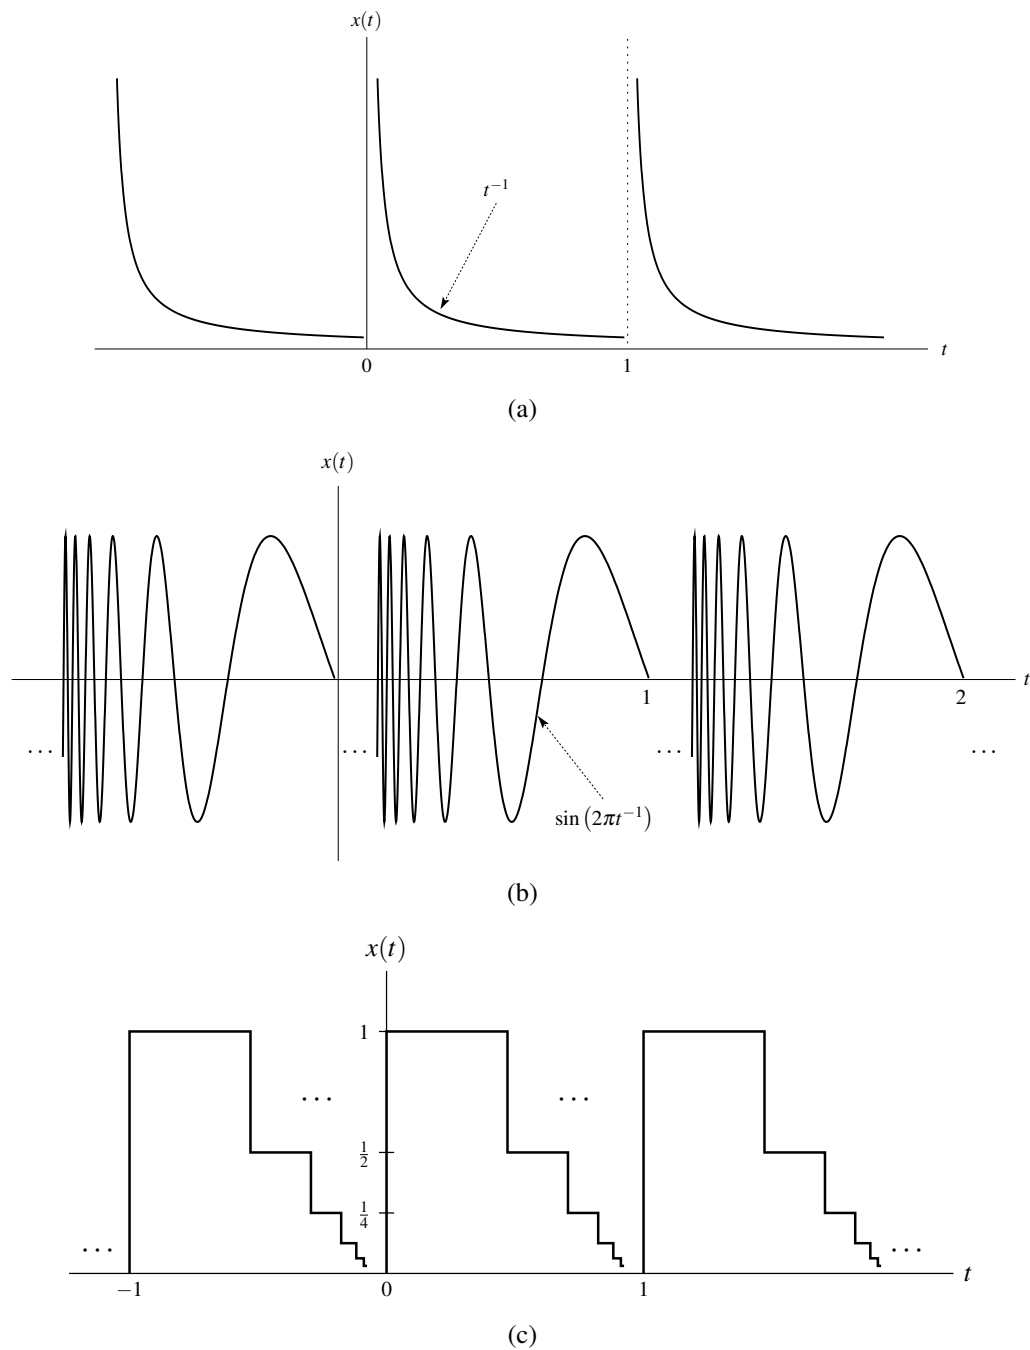 x(t)
t⁻¹
t
0
1
(a)
x(t)
t
1
2
... ... ... ...
sin (2πt⁻¹)
(b)
x(t)
1
... ...
1/2
1/4
... ...
t
−1
0
1
(c)